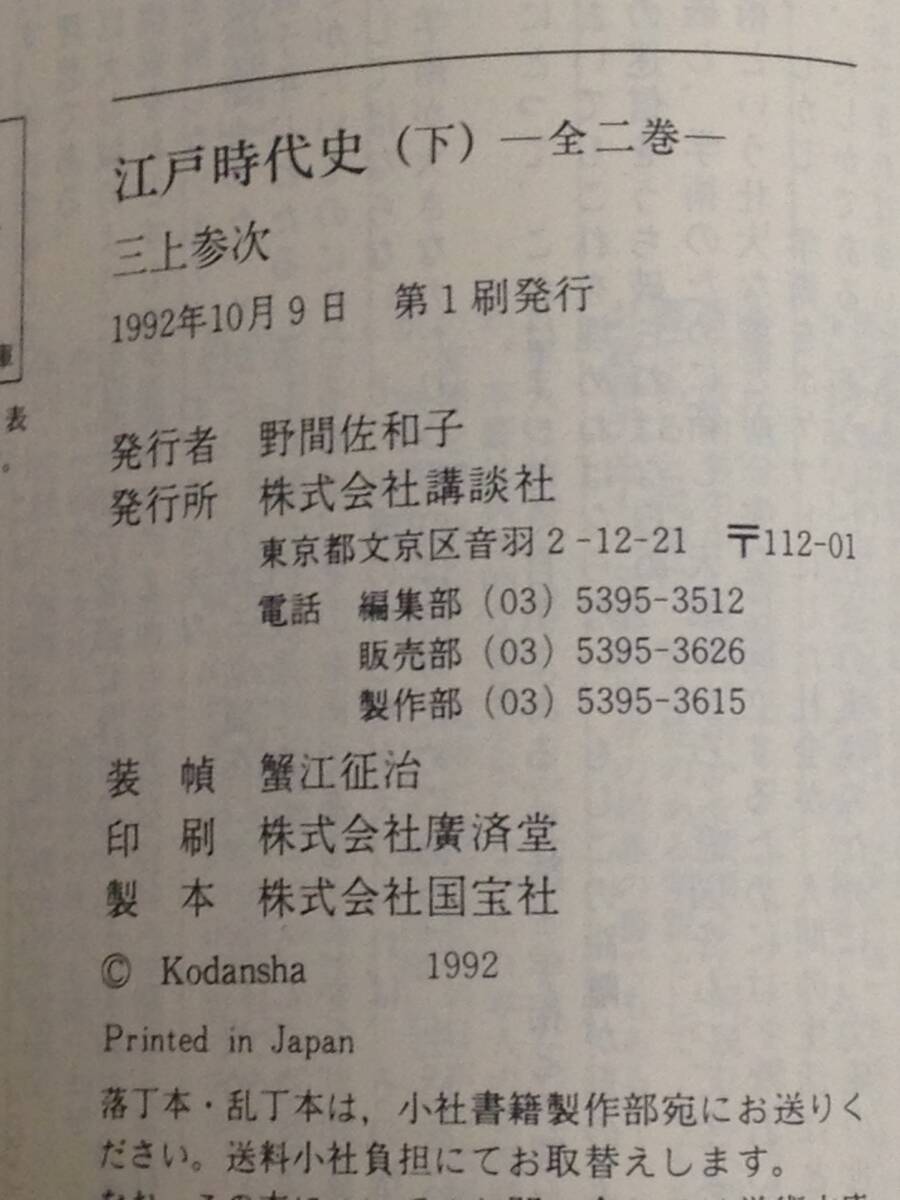 江戸時代史(下) ―全二巻―
三上参次
1992年10月9日 第1刷発行
発行者 野間佐和子
発行所 株式会社講談社
東京都文京区音羽2-12-21 〒112-01
電話 編集部 (03) 5395-3512
販売部 (03) 5395-3626
製作部 (03) 5395-3615
装幀 蟹江征治
印刷 株式会社廣済堂
製本 株式会社国宝社
© Kodansha 1992
Printed in Japan
落丁本・乱丁本は、小社書籍製作部宛にお送りく
ださい。送料小社負担にてお取替えします。
庫
表
。